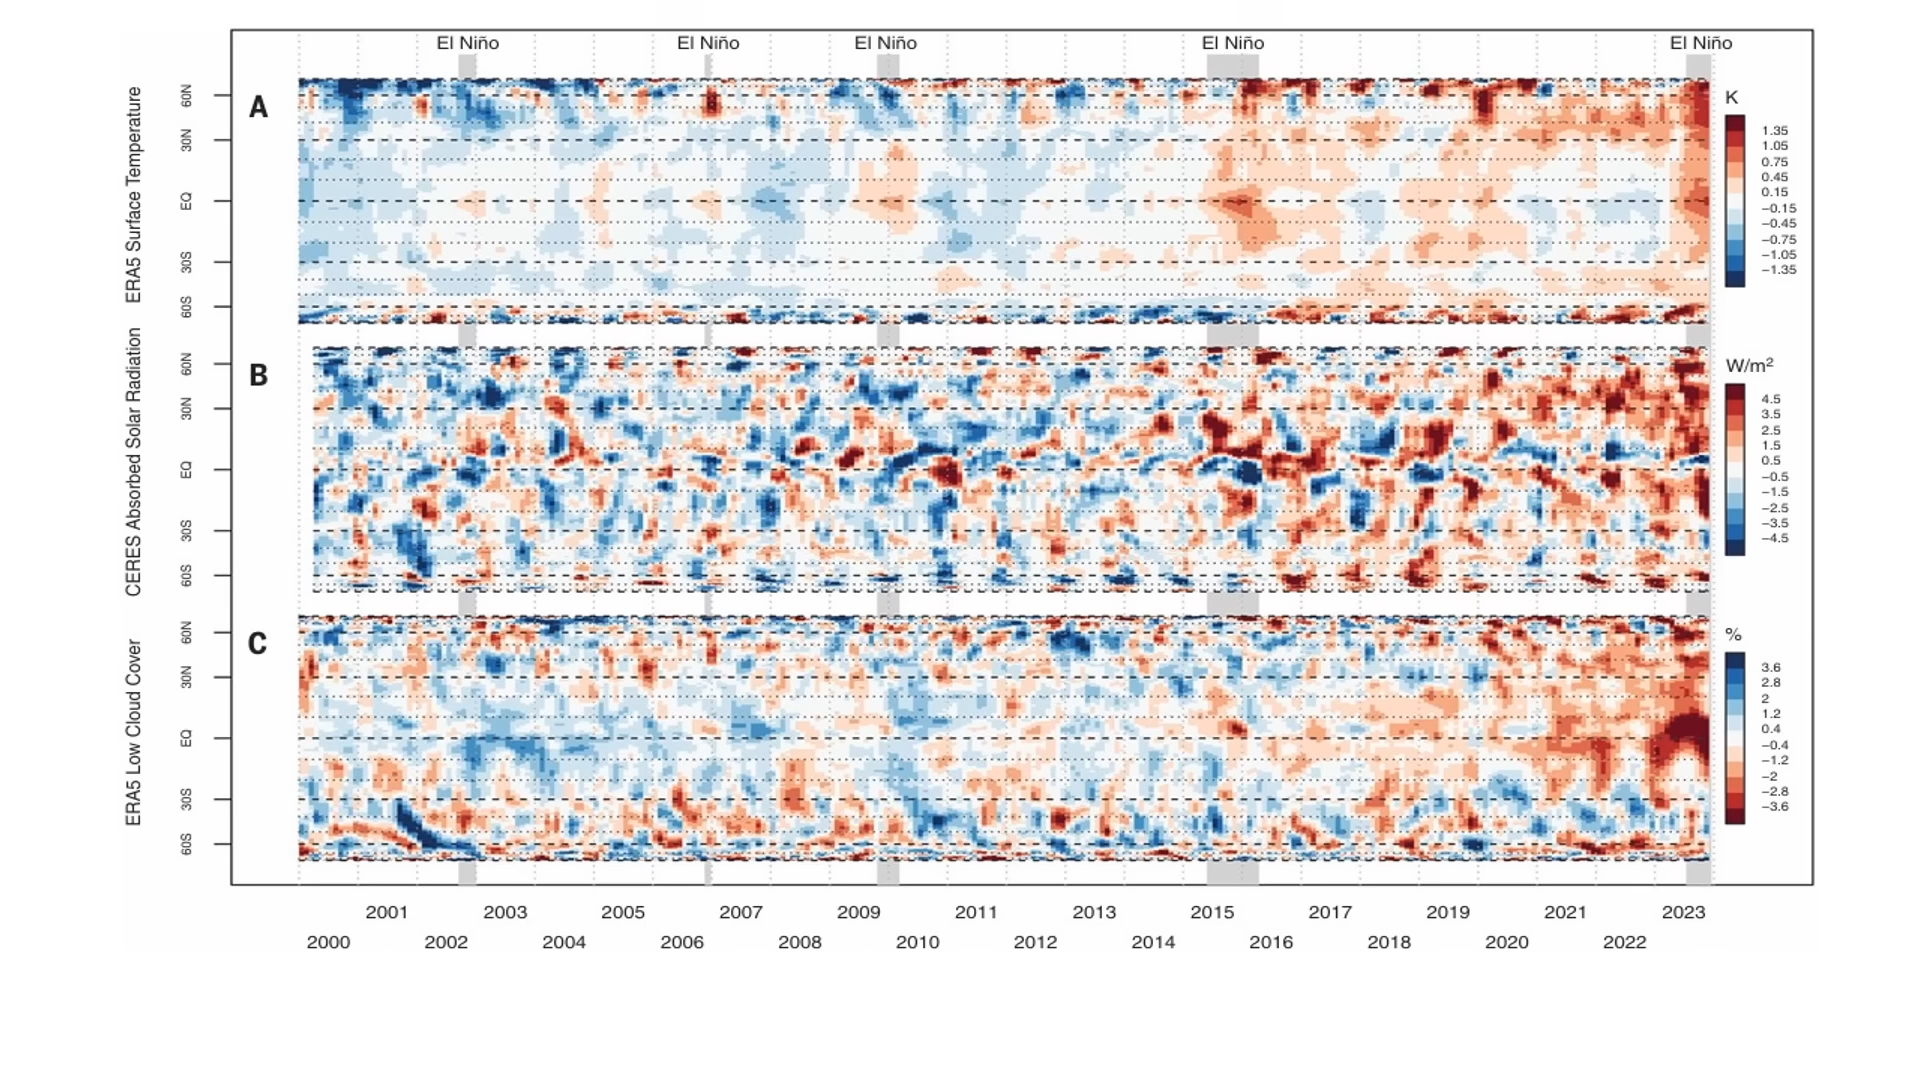 El Niño El Niño El Niño El Niño El Niño
A
ERA5 Surface Temperature
60N
30N
EQ
30S
60S
K
1.35
1.05
0.75
0.45
0.15
−0.15
−0.45
−0.75
−1.05
−1.35
B
CERES Absorbed Solar Radiation
60N
30N
EQ
30S
60S
W/m²
4.5
3.5
2.5
1.5
0.5
−0.5
−1.5
−2.5
−3.5
−4.5
C
ERA5 Low Cloud Cover
60N
30N
EQ
30S
60S
%
3.6
2.8
2
1.2
0.4
−0.4
−1.2
−2
−2.8
−3.6
2001 2003 2005 2007 2009 2011 2013 2015 2017 2019 2021 2023
2000 2002 2004 2006 2008 2010 2012 2014 2016 2018 2020 2022